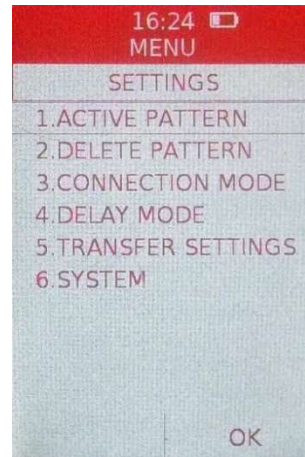 16:24
MENU
SETTINGS
1.ACTIVE PATTERN
2.DELETE PATTERN
3.CONNECTION MODE
4.DELAY MODE
5.TRANSFER SETTINGS
6.SYSTEM
OK